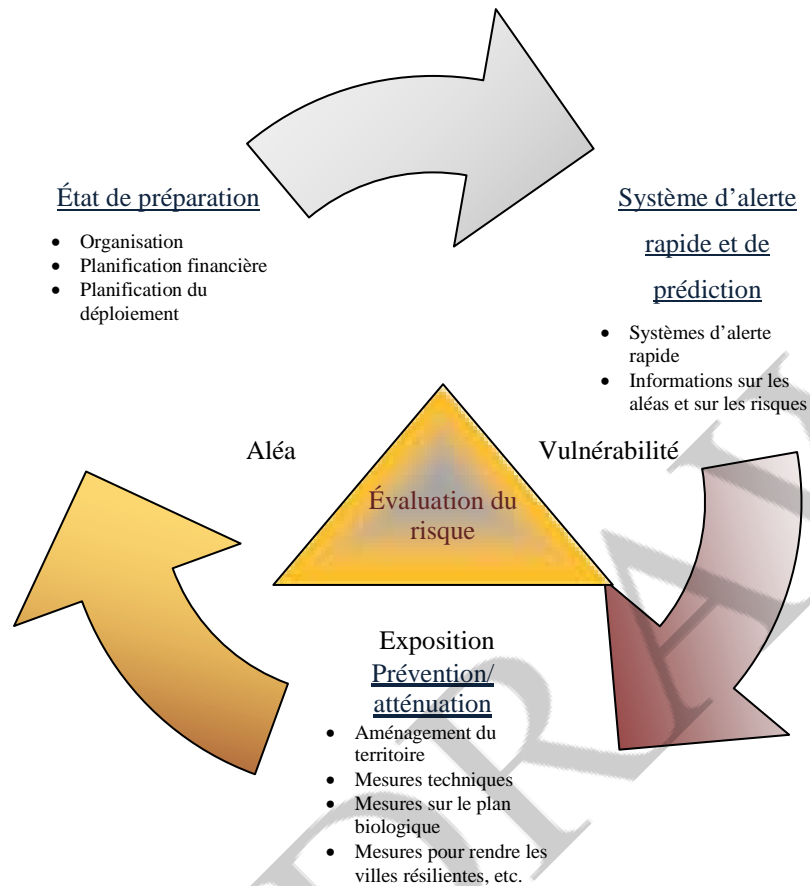 État de préparation
• Organisation
• Planification financière
• Planification du
déploiement
Système d’alerte
rapide et de
prédiction
• Systèmes d’alerte
rapide
• Informations sur les
aléas et sur les risques
Aléa
Vulnérabilité
Évaluation du
risque
Exposition
Prévention/
atténuation
• Aménagement du
territoire
• Mesures techniques
• Mesures sur le plan
biologique
• Mesures pour rendre les
villes résilientes, etc.